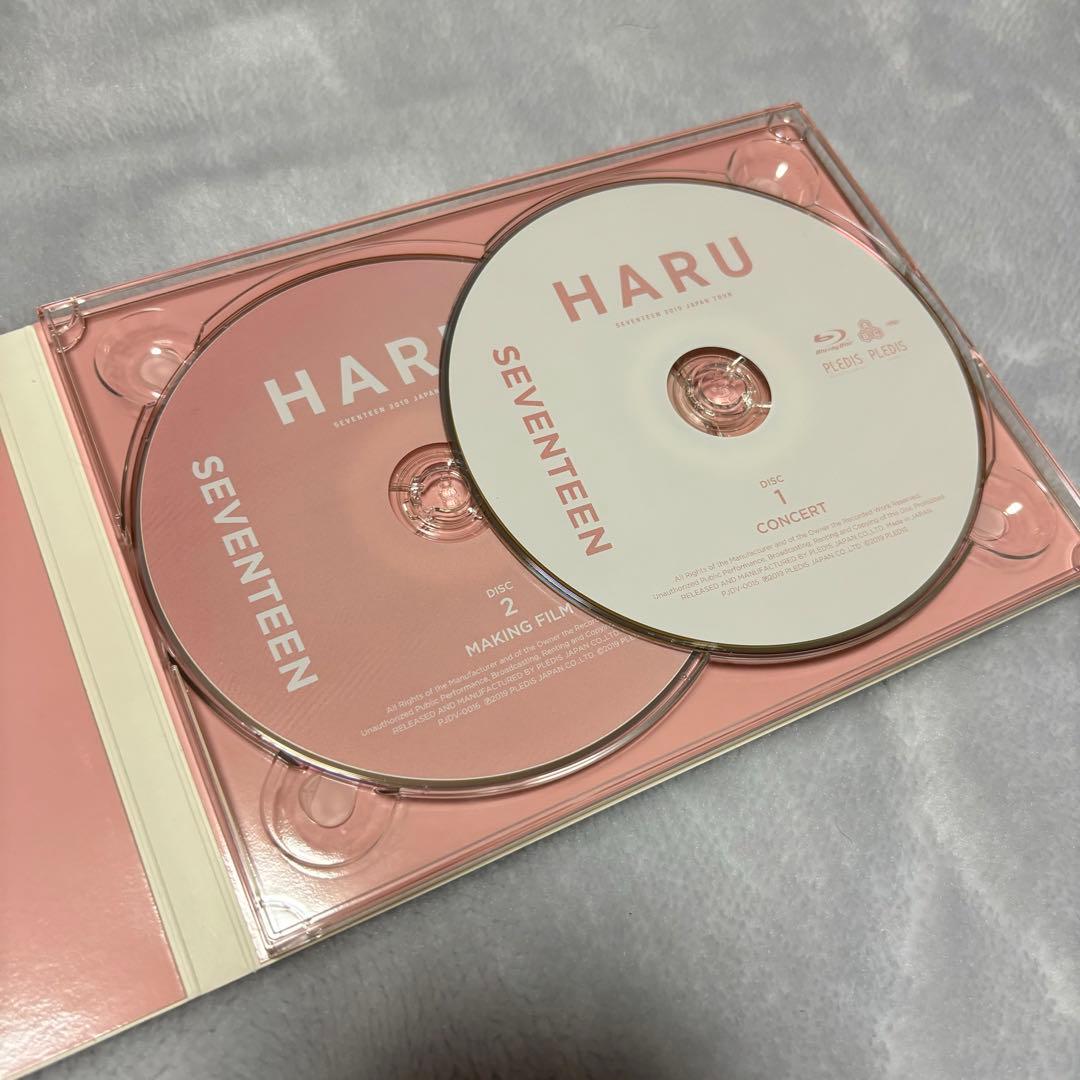 HARU
SEVENTEEN 2019 JAPAN TOUR
SEVENTEEN
Blu-ray Disc
PLEDIS PLEDIS
DISC
1
CONCERT
All Rights of the Manufacturer and of the Owner the Recorded Work Reserved.
Unauthorized Public Performance, Broadcasting, Renting and Copying of this Disc Prohibited.
RELEASED AND MANUFACTURED BY PLEDIS JAPAN CO.,LTD. Made in JAPAN.
PJDV-0015 ℗2019 PLEDIS JAPAN CO.,LTD. ©2019 PLEDIS
HAR
SEVENTEEN 2019 JAPAN
SEVENTEEN
DISC
2
MAKING FILM
All Rights of the Manufacturer and of the Owner the
Unauthorized Public Performance, Broadcasting, Renting and
RELEASED AND MANUFACTURED BY PLEDIS JAPAN CO.,LTD.
PJDV-0016 ℗2019 PLEDIS JAPAN CO.,LTD. ©2019 PLEDIS